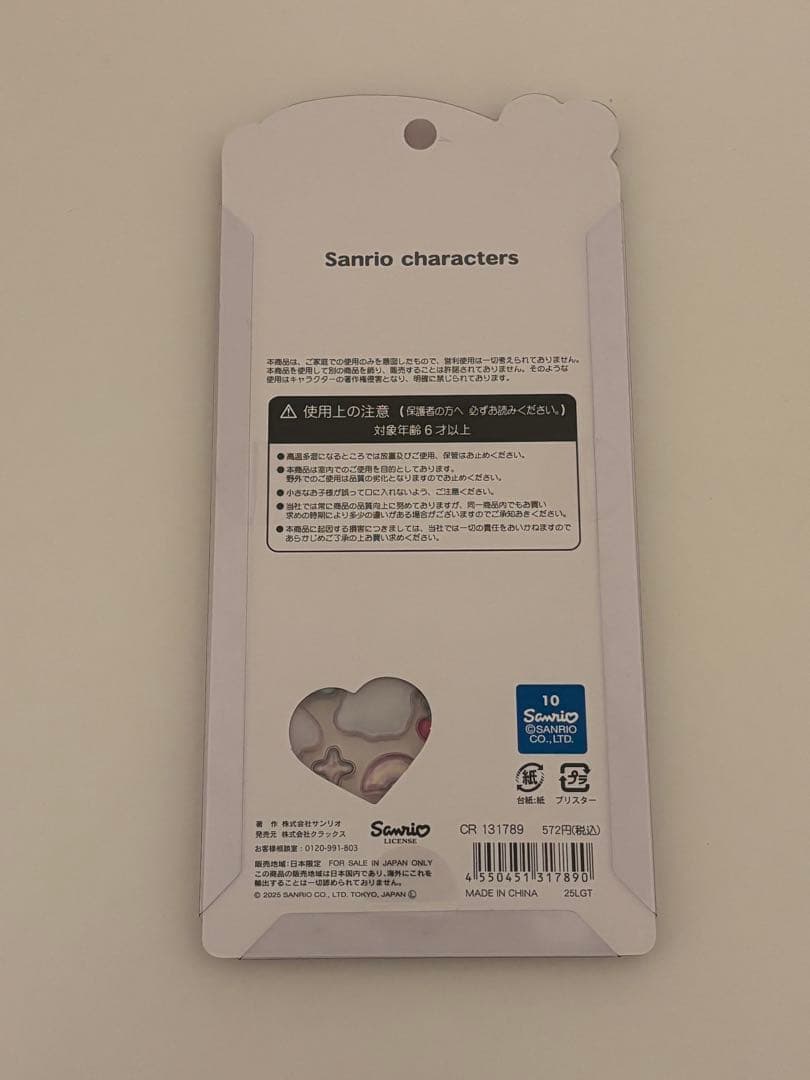 Sanrio characters
本商品は、ご家庭での使用のみを意図したもので、営利使用は一切考えられておりません。
本商品を使用して別の商品を飾り、販売することは許諾されておりません。そのような
使用はキャラクターの著作権侵害となり、明確に禁じられております。
⚠ 使用上の注意 (保護者の方へ 必ずお読みください。)
対象年齢6才以上
●高温多湿になるところでは放置及びご使用、保管はお止めください。
●本商品は室内でのご使用を目的としております。
野外でのご使用は品質の劣化となりますのでお止めください。
●小さなお子様が誤って口に入れないよう、ご注意ください。
●当社では常に商品の品質向上に努めておりますが、同一商品内でもお買い
求めの時期により多少の違いがある場合がございますのでご承知おきください。
●本商品に起因する損害につきましては、当社では一切の責任をおいかねますので
あらかじめご了承の上お買い求めください。
10
Sanrio
©SANRIO
CO., LTD.
紙 プラ
台紙:紙 ブリスター
著 作 株式会社サンリオ
発売元 株式会社クラックス
お客様相談室:0120-991-803
Sanrio
LICENSE
CR 131789 572円(税込)
販売地域:日本限定 FOR SALE IN JAPAN ONLY
この商品の販売地域は日本国内であり、海外にこれを
輸出することは一切認められておりません。
© 2025 SANRIO CO., LTD. TOKYO, JAPAN Ⓛ
4 550451 317890
MADE IN CHINA 25LGT